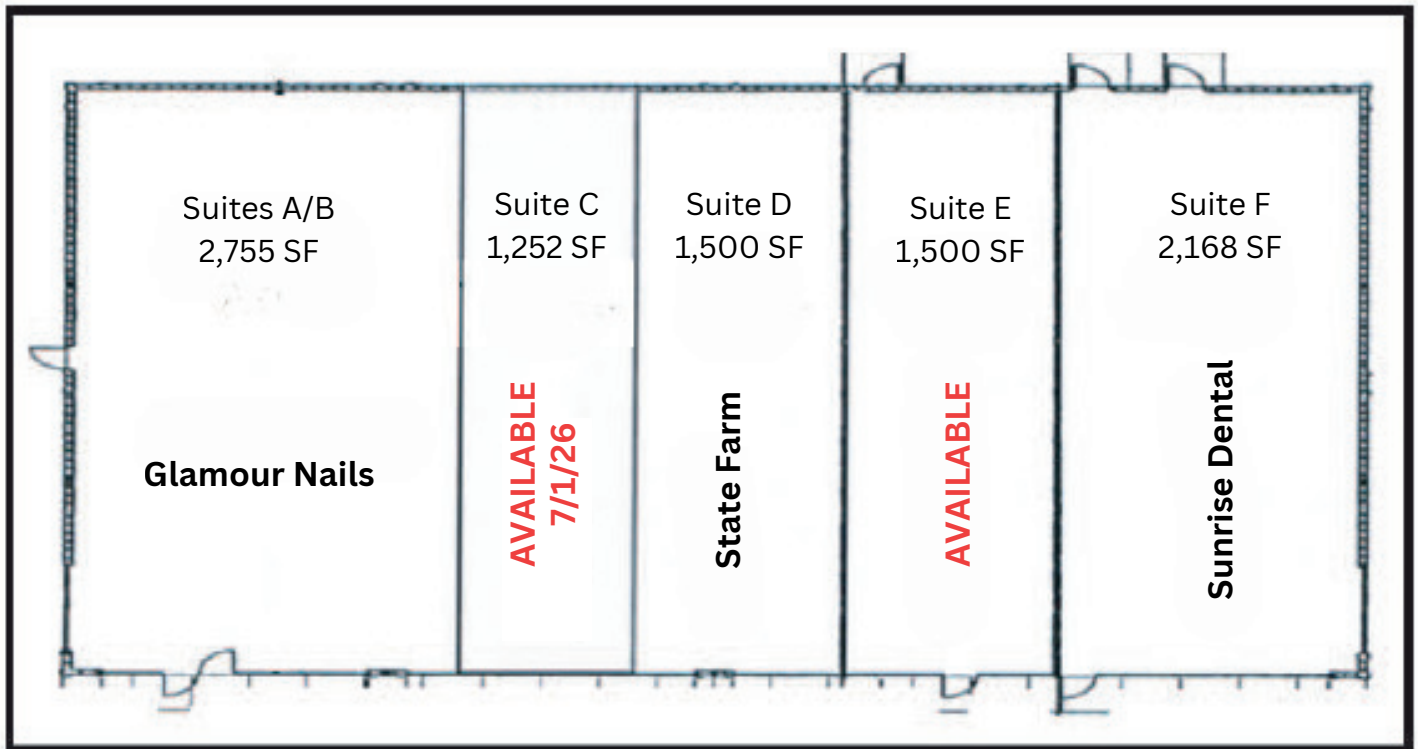 Suites A/B
2,755 SF
Glamour Nails
Suite C
1,252 SF
AVAILABLE
7/1/26
Suite D
1,500 SF
State Farm
Suite E
1,500 SF
AVAILABLE
Suite F
2,168 SF
Sunrise Dental